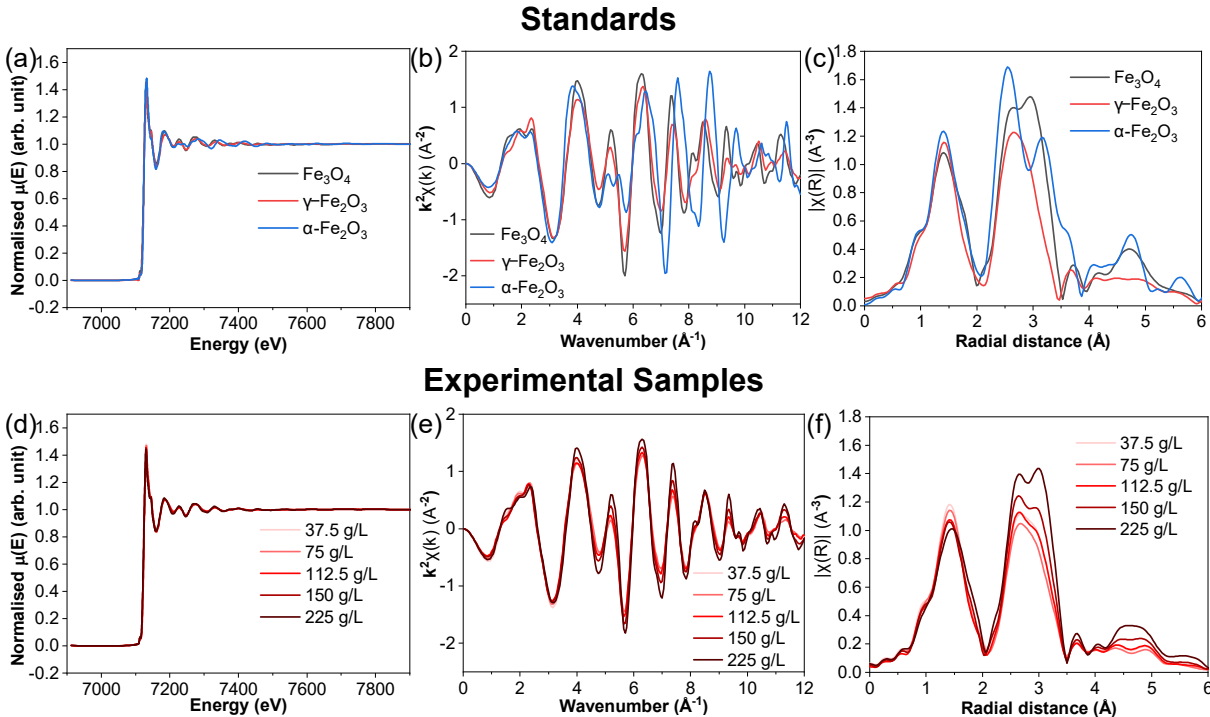 Standards
(a)
Normalised μ(E) (arb. unit)
1.6
1.4
1.2
1.0
0.8
0.6
0.4
0.2
0.0
-0.2
Fe₃O₄
γ-Fe₂O₃
α-Fe₂O₃
7000 7200 7400 7600 7800
Energy (eV)
(b)
k²χ(k) (Å⁻²)
2
1
0
-1
-2
Fe₃O₄
γ-Fe₂O₃
α-Fe₂O₃
0 2 4 6 8 10 12
Wavenumber (Å⁻¹)
(c)
|χ(R)| (A⁻³)
1.8
1.6
1.4
1.2
1.0
0.8
0.6
0.4
0.2
0.0
Fe₃O₄
γ-Fe₂O₃
α-Fe₂O₃
0 1 2 3 4 5 6
Radial distance (Å)
Experimental Samples
(d)
Normalised μ(E) (arb. unit)
1.6
1.4
1.2
1.0
0.8
0.6
0.4
0.2
0.0
-0.2
37.5 g/L
75 g/L
112.5 g/L
150 g/L
225 g/L
7000 7200 7400 7600 7800
Energy (eV)
(e)
k²χ(k) (Å⁻²)
2
1
0
-1
-2
37.5 g/L
75 g/L
112.5 g/L
150 g/L
225 g/L
0 2 4 6 8 10 12
Wavenumber (Å⁻¹)
(f)
|χ(R)| (A⁻³)
1.8
1.6
1.4
1.2
1.0
0.8
0.6
0.4
0.2
0.0
37.5 g/L
75 g/L
112.5 g/L
150 g/L
225 g/L
0 1 2 3 4 5 6
Radial distance (Å)